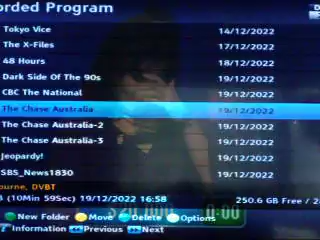 orded Program
Tokyo Vice 14/12/2022
The X-Files 17/12/2022
48 Hours 18/12/2022
Dark Side Of The 90s 19/12/2022
CBC The National 19/12/2022
The Chase Australia 19/12/2022
The Chase Australia-2 19/12/2022
The Chase Australia-3 19/12/2022
Jeopardy! 19/12/2022
SBS_News1830 19/12/2022
ourne, DVBT
(10Min 59Sec) 19/12/2022 16:58 250.6 GB Free /
New Folder Move Delete Options
Information Previous Next